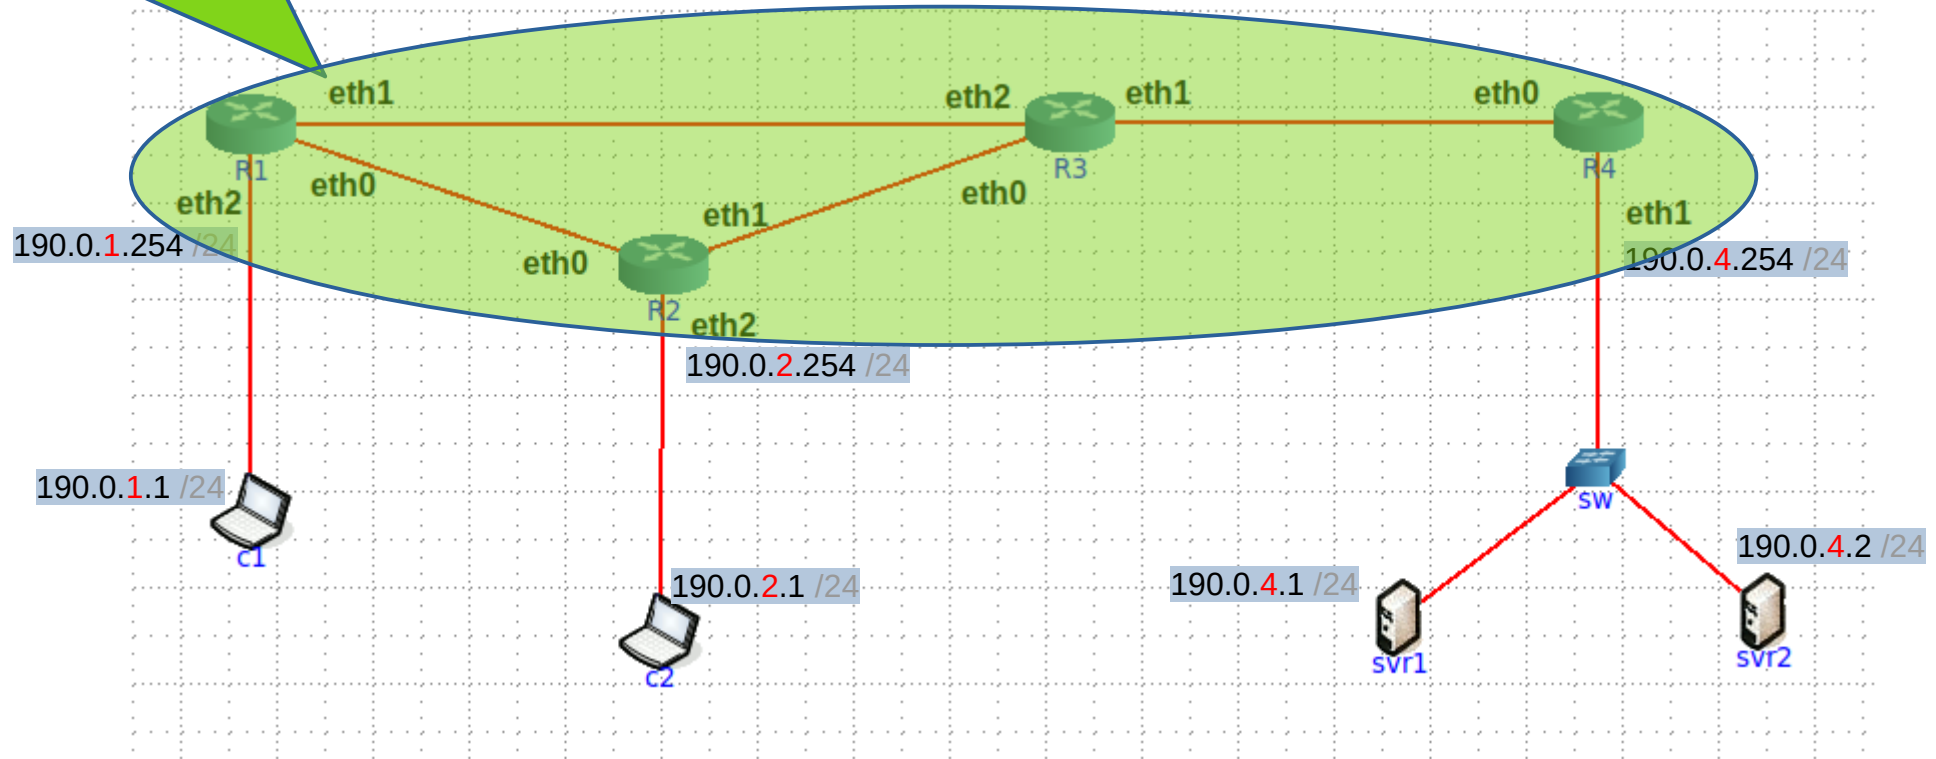 eth1
eth2
eth1
eth0
R1
R3
R4
eth2
eth0
eth0
eth1
eth1
190.0.1.254 /24
eth0
190.0.4.254 /24
R2
eth2
190.0.2.254 /24
190.0.1.1 /24
sw
c1
190.0.4.2 /24
190.0.2.1 /24
190.0.4.1 /24
svr1
svr2
c2